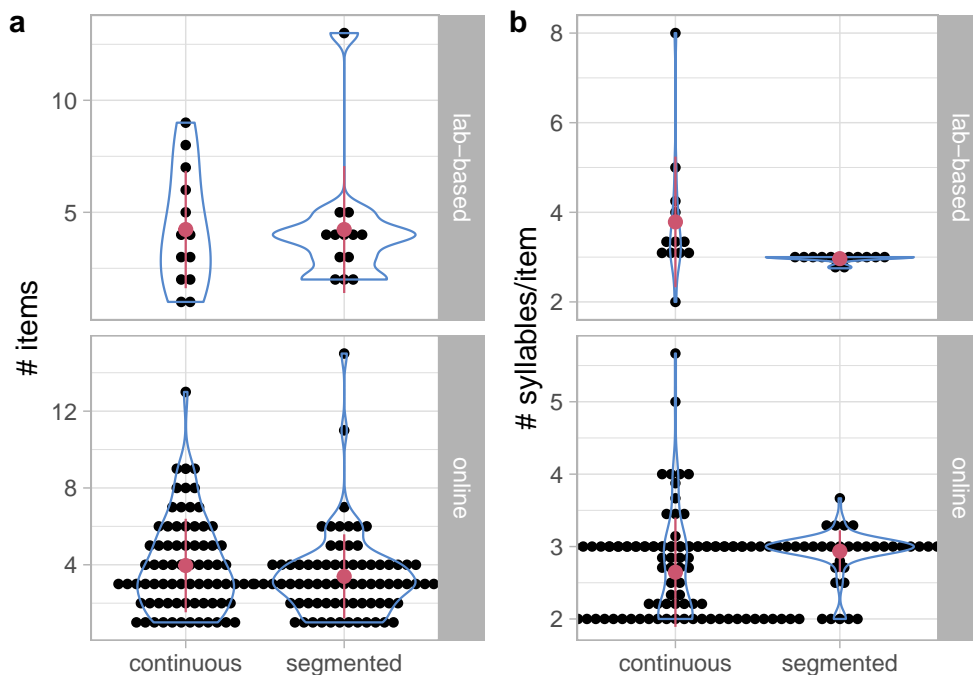 a
# items
10
5
lab−based
12
8
4
online
continuous
segmented
b
# syllables/item
8
6
4
2
lab−based
5
4
3
2
online
continuous
segmented